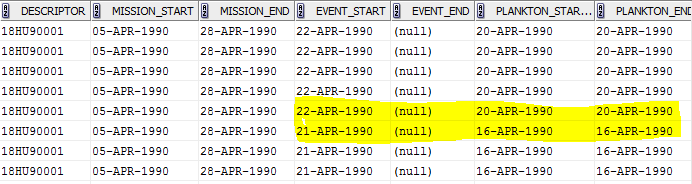 DESCRIPTOR MISSION_START MISSION_END EVENT_START EVENT_END PLANKTON_STAR... PLANKTON_END
18HU90001 05-APR-1990 28-APR-1990 22-APR-1990 (null) 20-APR-1990 20-APR-1990
18HU90001 05-APR-1990 28-APR-1990 22-APR-1990 (null) 20-APR-1990 20-APR-1990
18HU90001 05-APR-1990 28-APR-1990 22-APR-1990 (null) 20-APR-1990 20-APR-1990
18HU90001 05-APR-1990 28-APR-1990 22-APR-1990 (null) 20-APR-1990 20-APR-1990
18HU90001 05-APR-1990 28-APR-1990 22-APR-1990 (null) 20-APR-1990 20-APR-1990
18HU90001 05-APR-1990 28-APR-1990 21-APR-1990 (null) 16-APR-1990 16-APR-1990
18HU90001 05-APR-1990 28-APR-1990 21-APR-1990 (null) 16-APR-1990 16-APR-1990
18HU90001 05-APR-1990 28-APR-1990 21-APR-1990 (null) 16-APR-1990 16-APR-1990